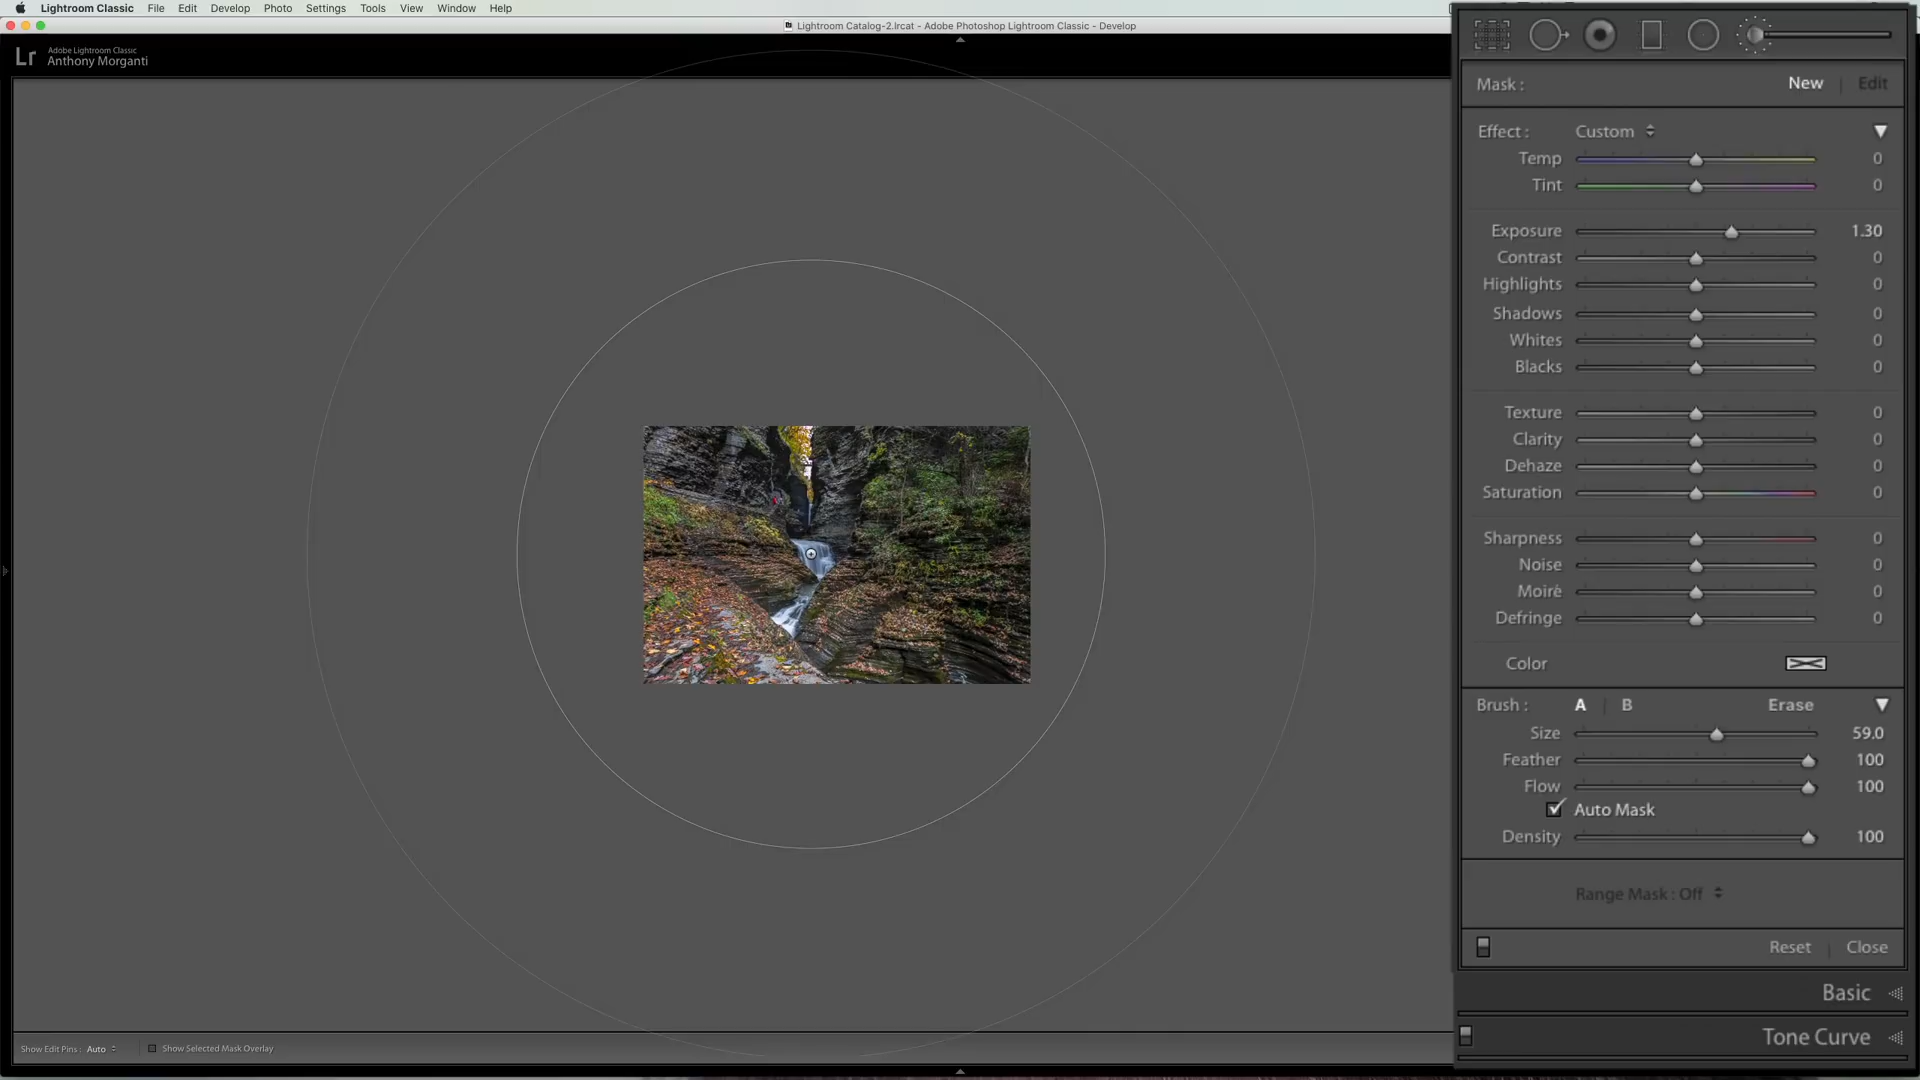 Lightroom Classic File Edit Develop Photo Settings Tools View Window Help
Lightroom Catalog-2.lrcat - Adobe Photoshop Lightroom Classic - Develop
Lr Adobe Lightroom Classic
Anthony Morganti
Mask : New | Edit
Effect : Custom
Temp 0
Tint 0
Exposure 1.30
Contrast 0
Highlights 0
Shadows 0
Whites 0
Blacks 0
Texture 0
Clarity 0
Dehaze 0
Saturation 0
Sharpness 0
Noise 0
Moiré 0
Defringe 0
Color
Brush : A | B Erase
Size 59.0
Feather 100
Flow 100
Auto Mask
Density 100
Range Mask : Off
Reset | Close
Basic
Tone Curve
Show Edit Pins : Auto Show Selected Mask Overlay